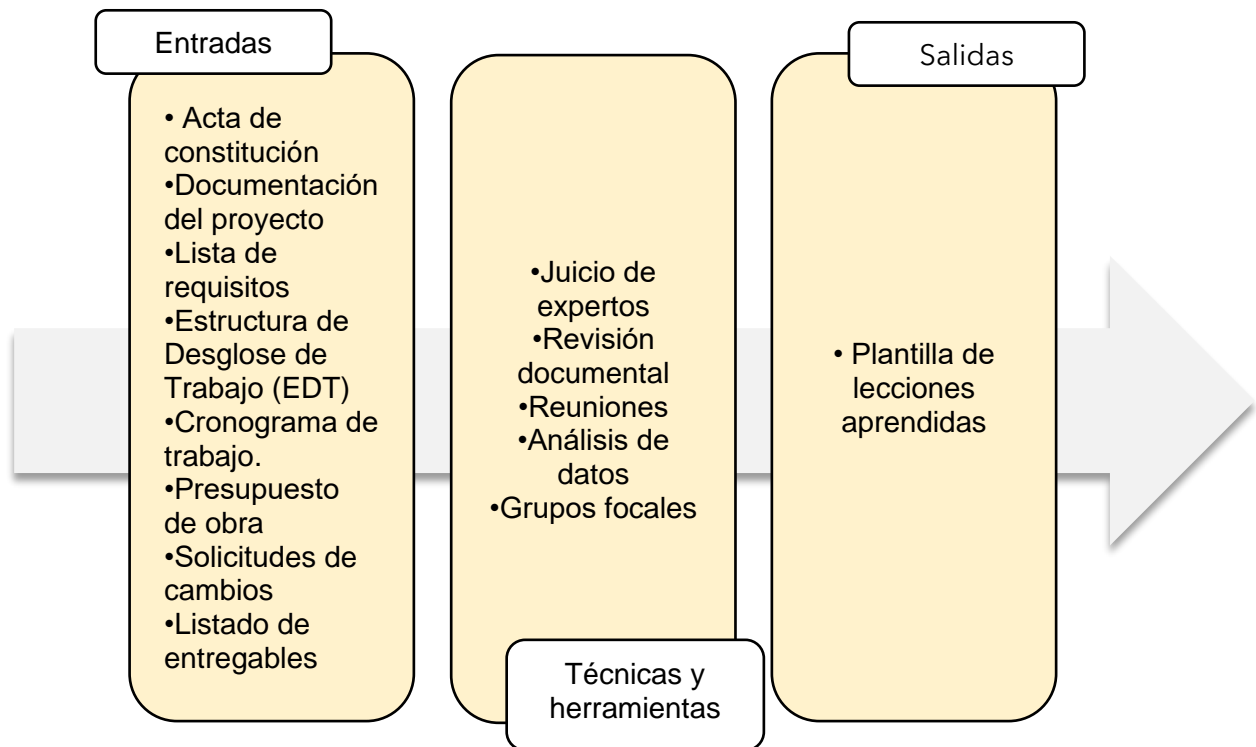 Entradas
• Acta de
constitución
•Documentación
del proyecto
•Lista de
requisitos
•Estructura de
Desglose de
Trabajo (EDT)
•Cronograma de
trabajo.
•Presupuesto
de obra
•Solicitudes de
cambios
•Listado de
entregables
•Juicio de
expertos
•Revisión
documental
•Reuniones
•Análisis de
datos
•Grupos focales
Técnicas y
herramientas
Salidas
• Plantilla de
lecciones
aprendidas